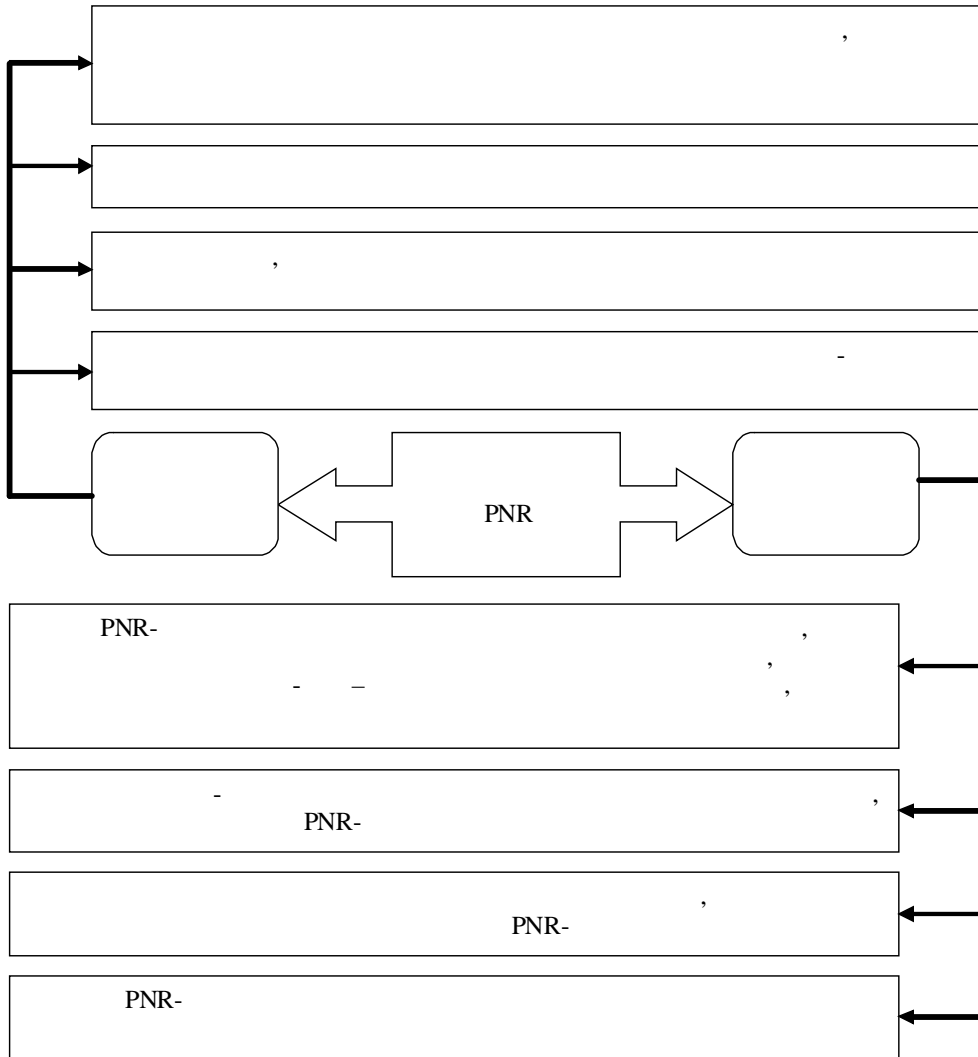 ,
,
-
PNR
PNR- ,
,
- – ,
- ,
PNR-
,
PNR-
PNR-